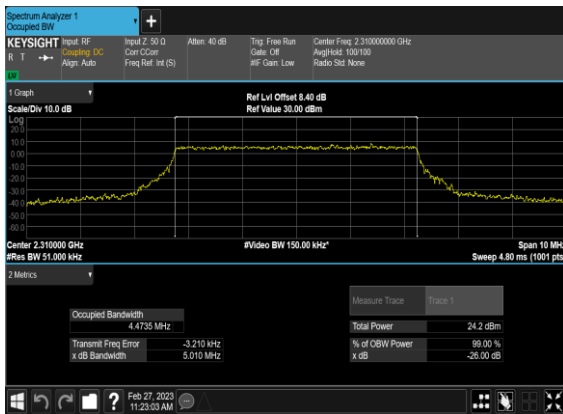 Spectrum Analyzer 1
Occupied BW
KEYSIGHT
Input: RF
Coupling: DC
Align: Auto
Input Z: 50 Ω
Corr CCorr
Freq Ref: Int (S)
Atten: 40 dB
Trig: Free Run
Gate: Off
#IF Gain: Low
Center Freq: 2.310000000 GHz
Avg|Hold: 100/100
Radio Std: None
R T
1 Graph
Scale/Div 10.0 dB
Ref Lvl Offset 8.40 dB
Ref Value 30.00 dBm
Log
20.0
10.0
0.00
-10.0
-20.0
-30.0
-40.0
-50.0
-60.0
Center 2.310000 GHz
#Video BW 150.00 kHz*
Span 10 MHz
#Res BW 51.000 kHz
Sweep 4.80 ms (1001 pts
2 Metrics
Measure Trace
Trace 1
Occupied Bandwidth
4.4735 MHz
Total Power
24.2 dBm
Transmit Freq Error
-3.210 kHz
% of OBW Power
99.00 %
x dB Bandwidth
5.010 MHz
x dB
-26.00 dB
?
Feb 27, 2023
11:23:03 AM